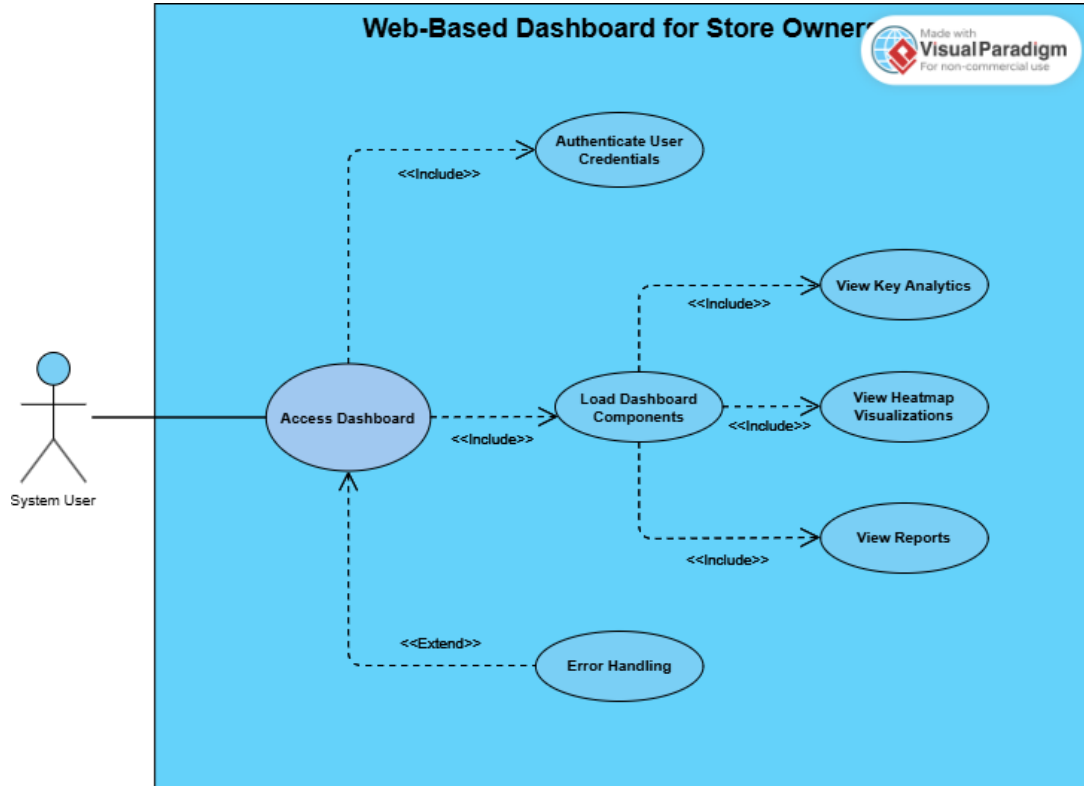 Web-Based Dashboard for Store Owners
Made with
Visual Paradigm
For non-commercial use
Authenticate User
Credentials
<<Include>>
View Key Analytics
<<Include>>
Access Dashboard
<<Include>>
Load Dashboard
Components
<<Include>>
View Heatmap
Visualizations
System User
View Reports
<<Include>>
<<Extend>>
Error Handling